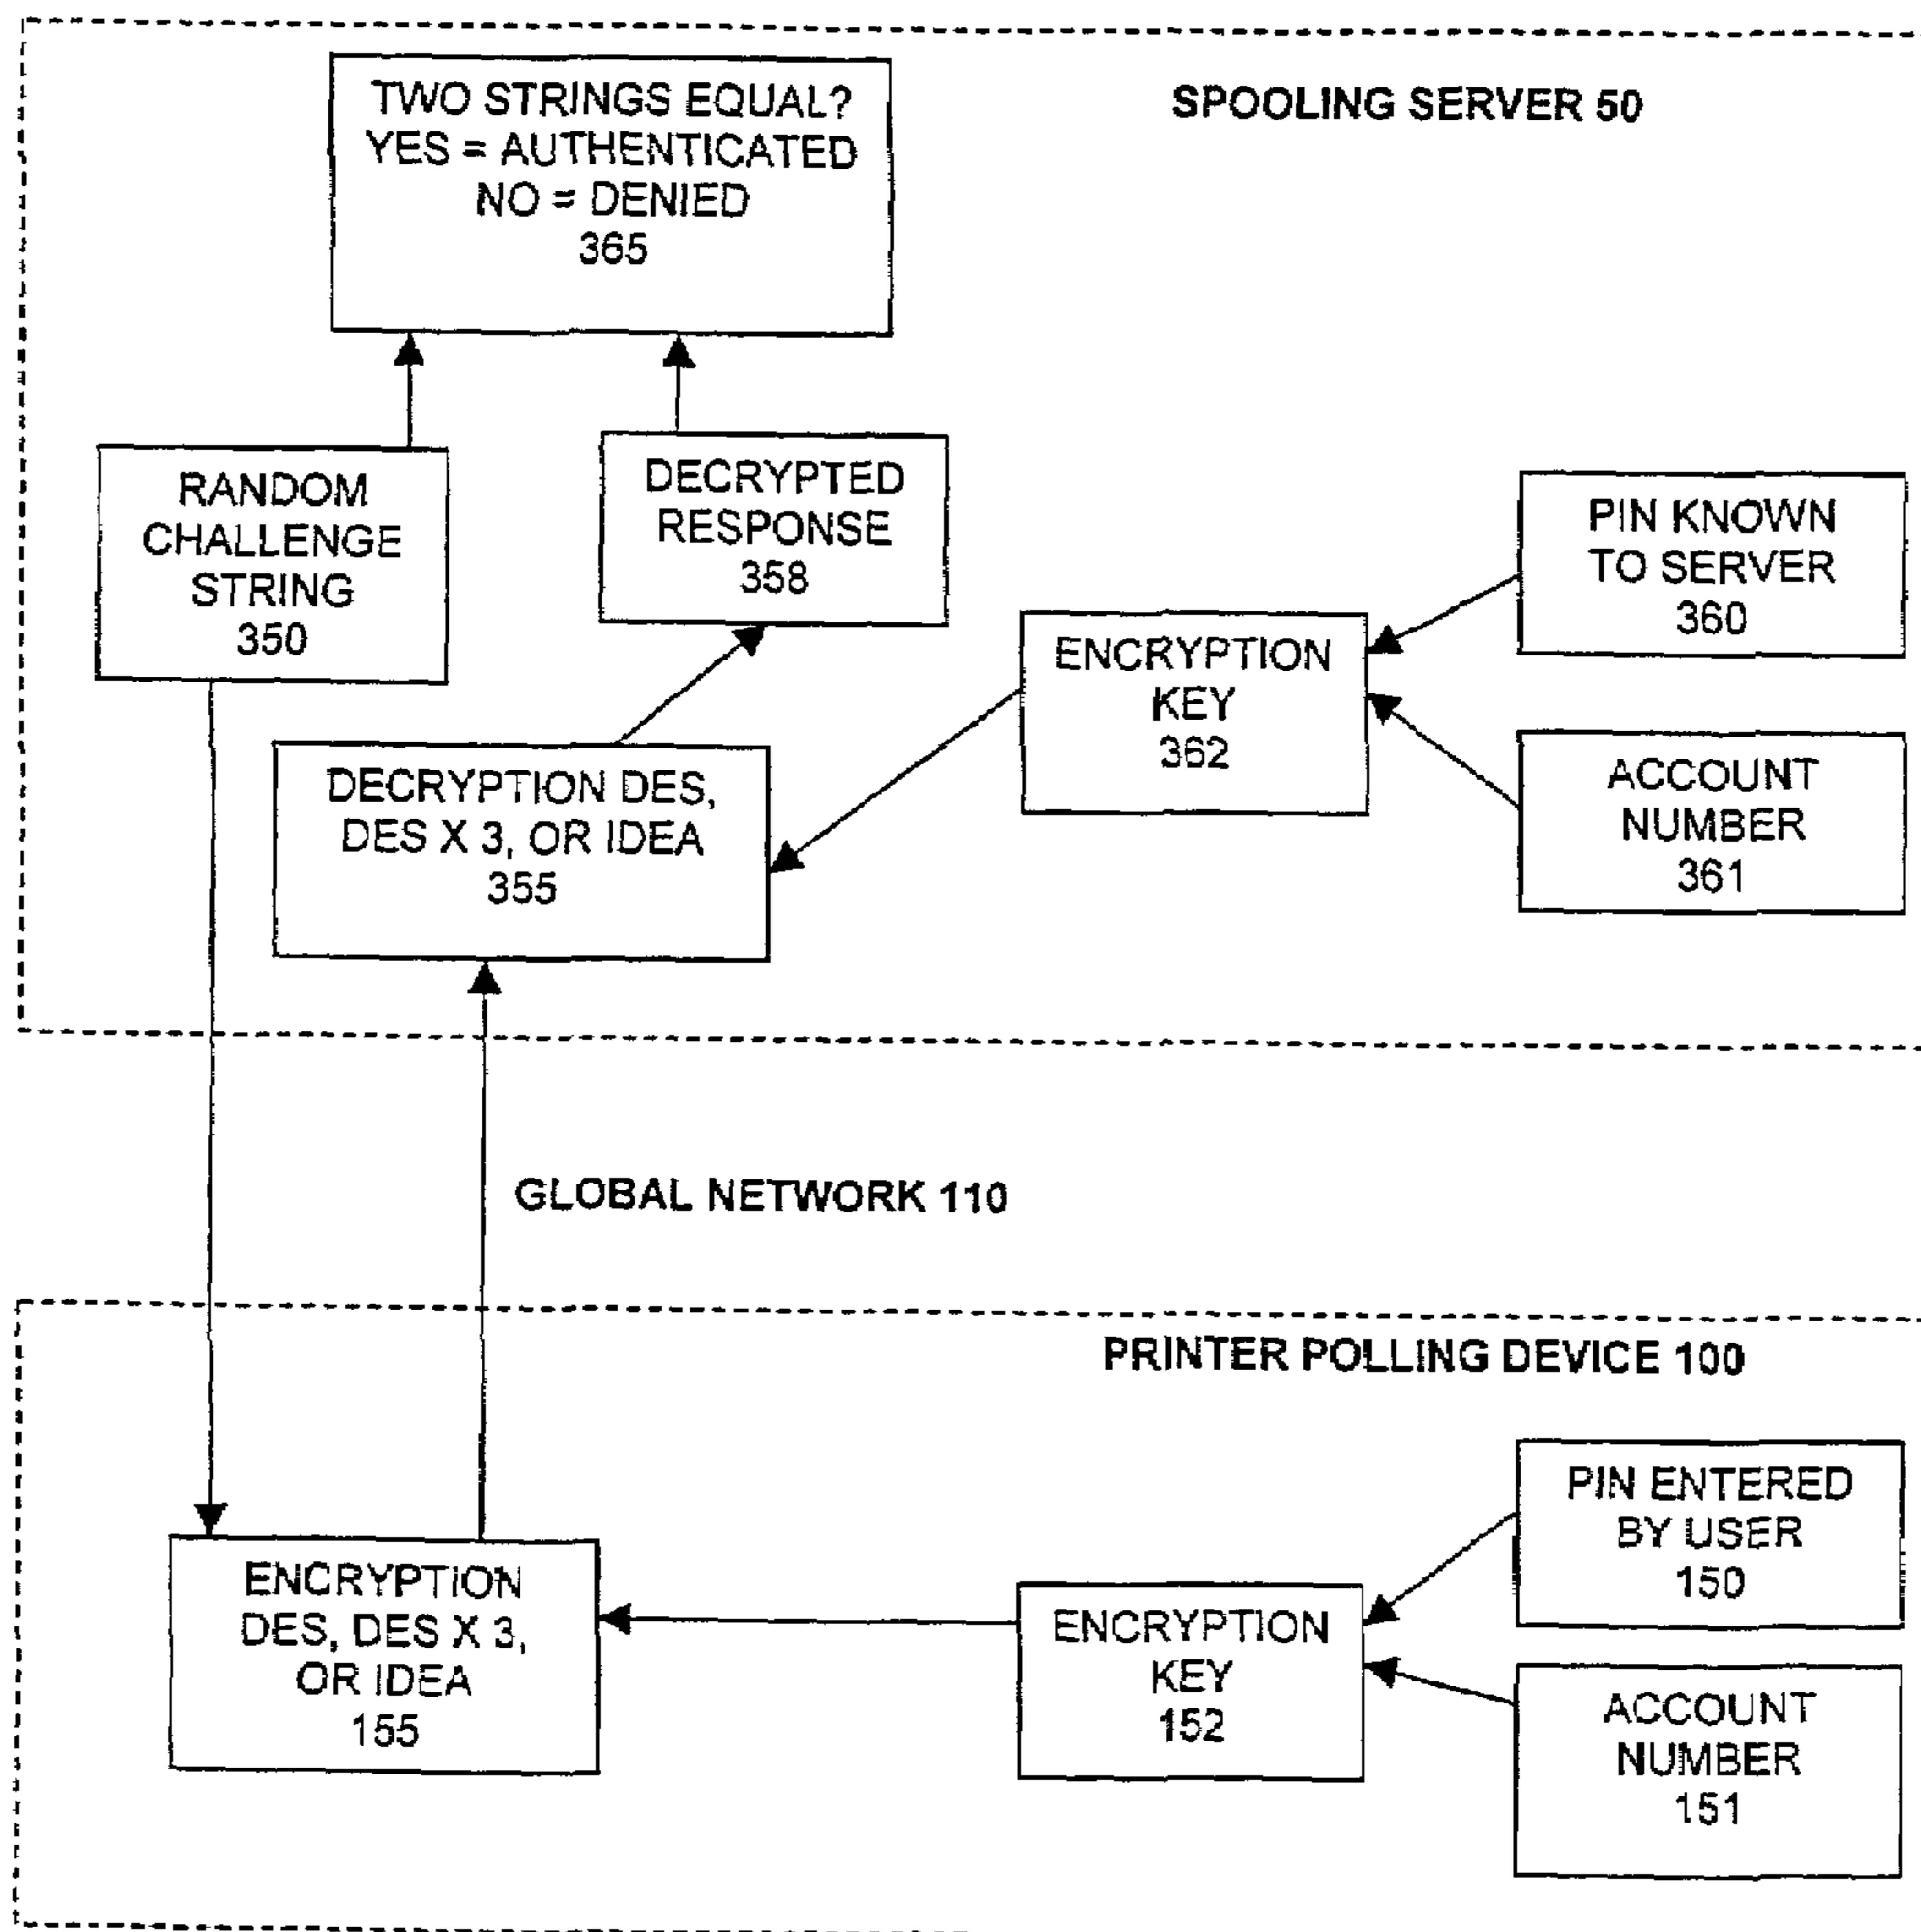 TWO STRINGS EQUAL?
YES = AUTHENTICATED
NO = DENIED
365
SPOOLING SERVER 50
RANDOM
CHALLENGE
STRING
350
DECRYPTED
RESPONSE
358
PIN KNOWN
TO SERVER
360
ENCRYPTION
KEY
362
DECRYPTION DES,
DES X 3, OR IDEA
355
ACCOUNT
NUMBER
361
GLOBAL NETWORK 110
PRINTER POLLING DEVICE 100
PIN ENTERED
BY USER
150
ENCRYPTION
DES, DES X 3,
OR IDEA
155
ENCRYPTION
KEY
152
ACCOUNT
NUMBER
151